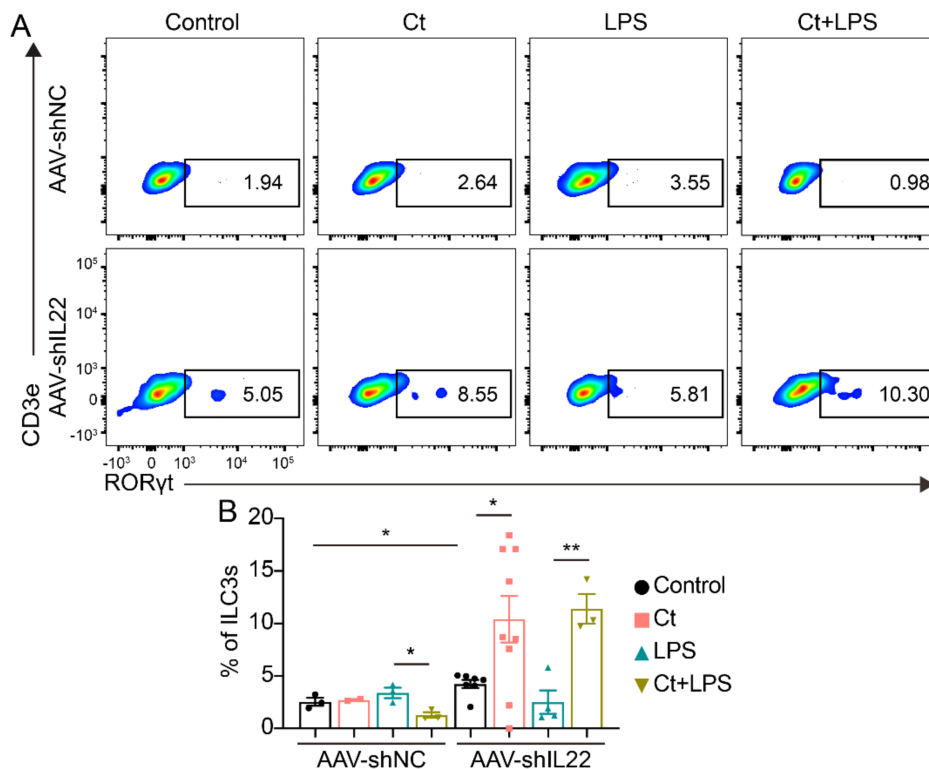 A
Control
Ct
LPS
Ct+LPS
AAV-shNC
1.94
2.64
3.55
0.98
AAV-shIL22
CD3e
10⁵
10⁴
10³
0
-10³
5.05
8.55
5.81
10.30
-10³ 0 10³ 10⁴ 10⁵
RORγt
B
% of ILC3s
20
15
10
5
0
*
*
*
**
Control
Ct
LPS
Ct+LPS
AAV-shNC
AAV-shIL22